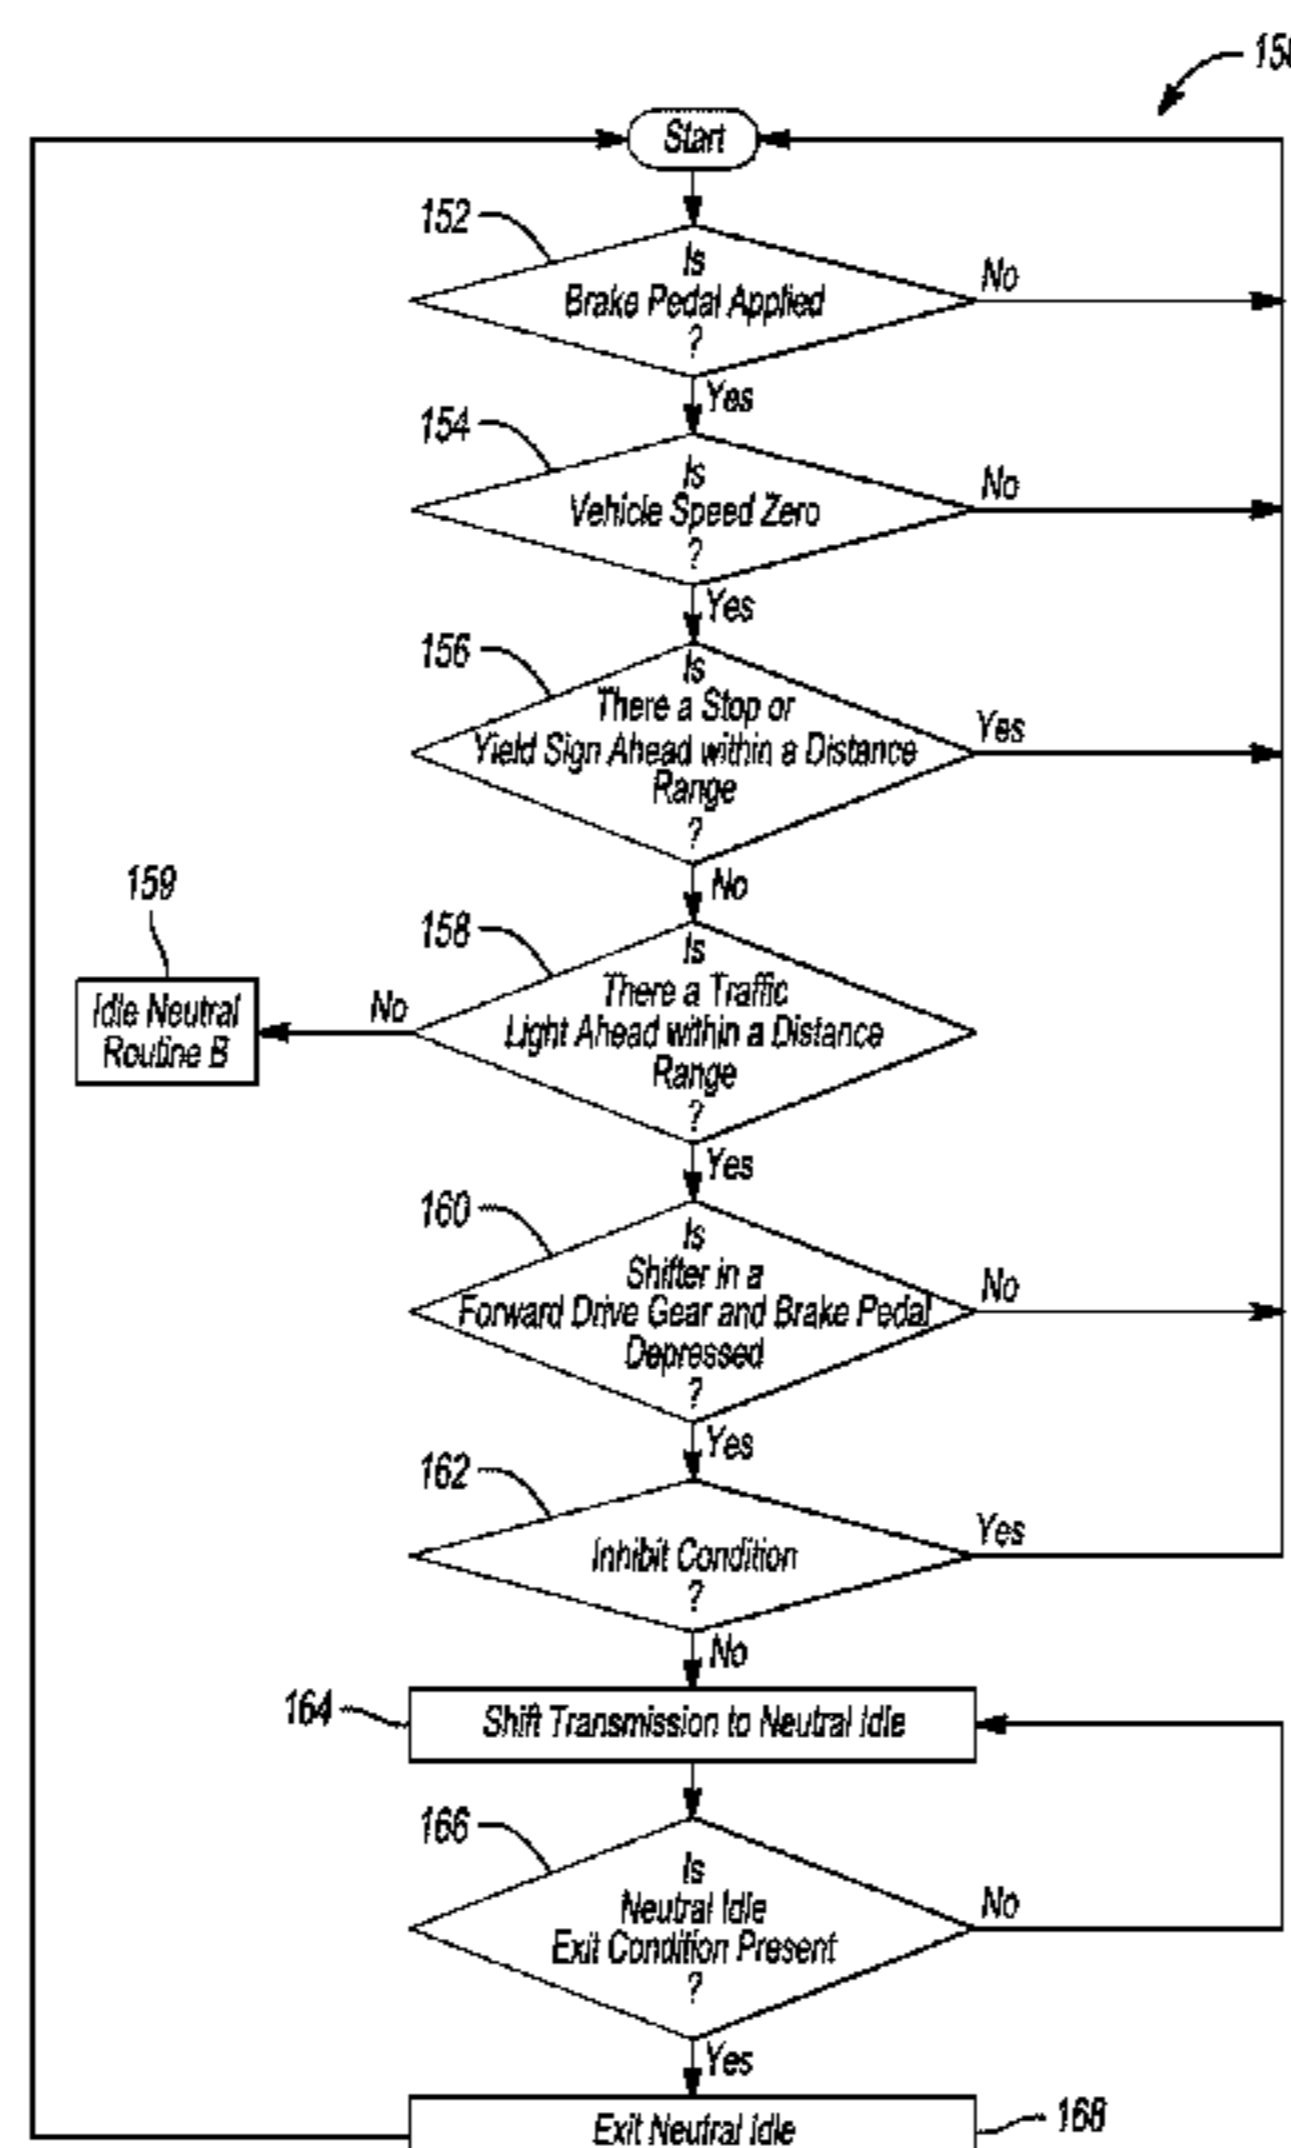 150
Start
152
Is
Brake Pedal Applied
?
No
Yes
154
Is
Vehicle Speed Zero
?
No
Yes
156
Is
There a Stop or
Yield Sign Ahead within a Distance
Range
?
Yes
No
159
Idle Neutral
Routine B
No
158
Is
There a Traffic
Light Ahead within a Distance
Range
?
Yes
160
Is
Shifter in a
Forward Drive Gear and Brake Pedal
Depressed
?
No
Yes
162
Inhibit Condition
?
Yes
No
164
Shift Transmission to Neutral Idle
166
Is
Neutral Idle
Exit Condition Present
?
No
Yes
Exit Neutral Idle
168